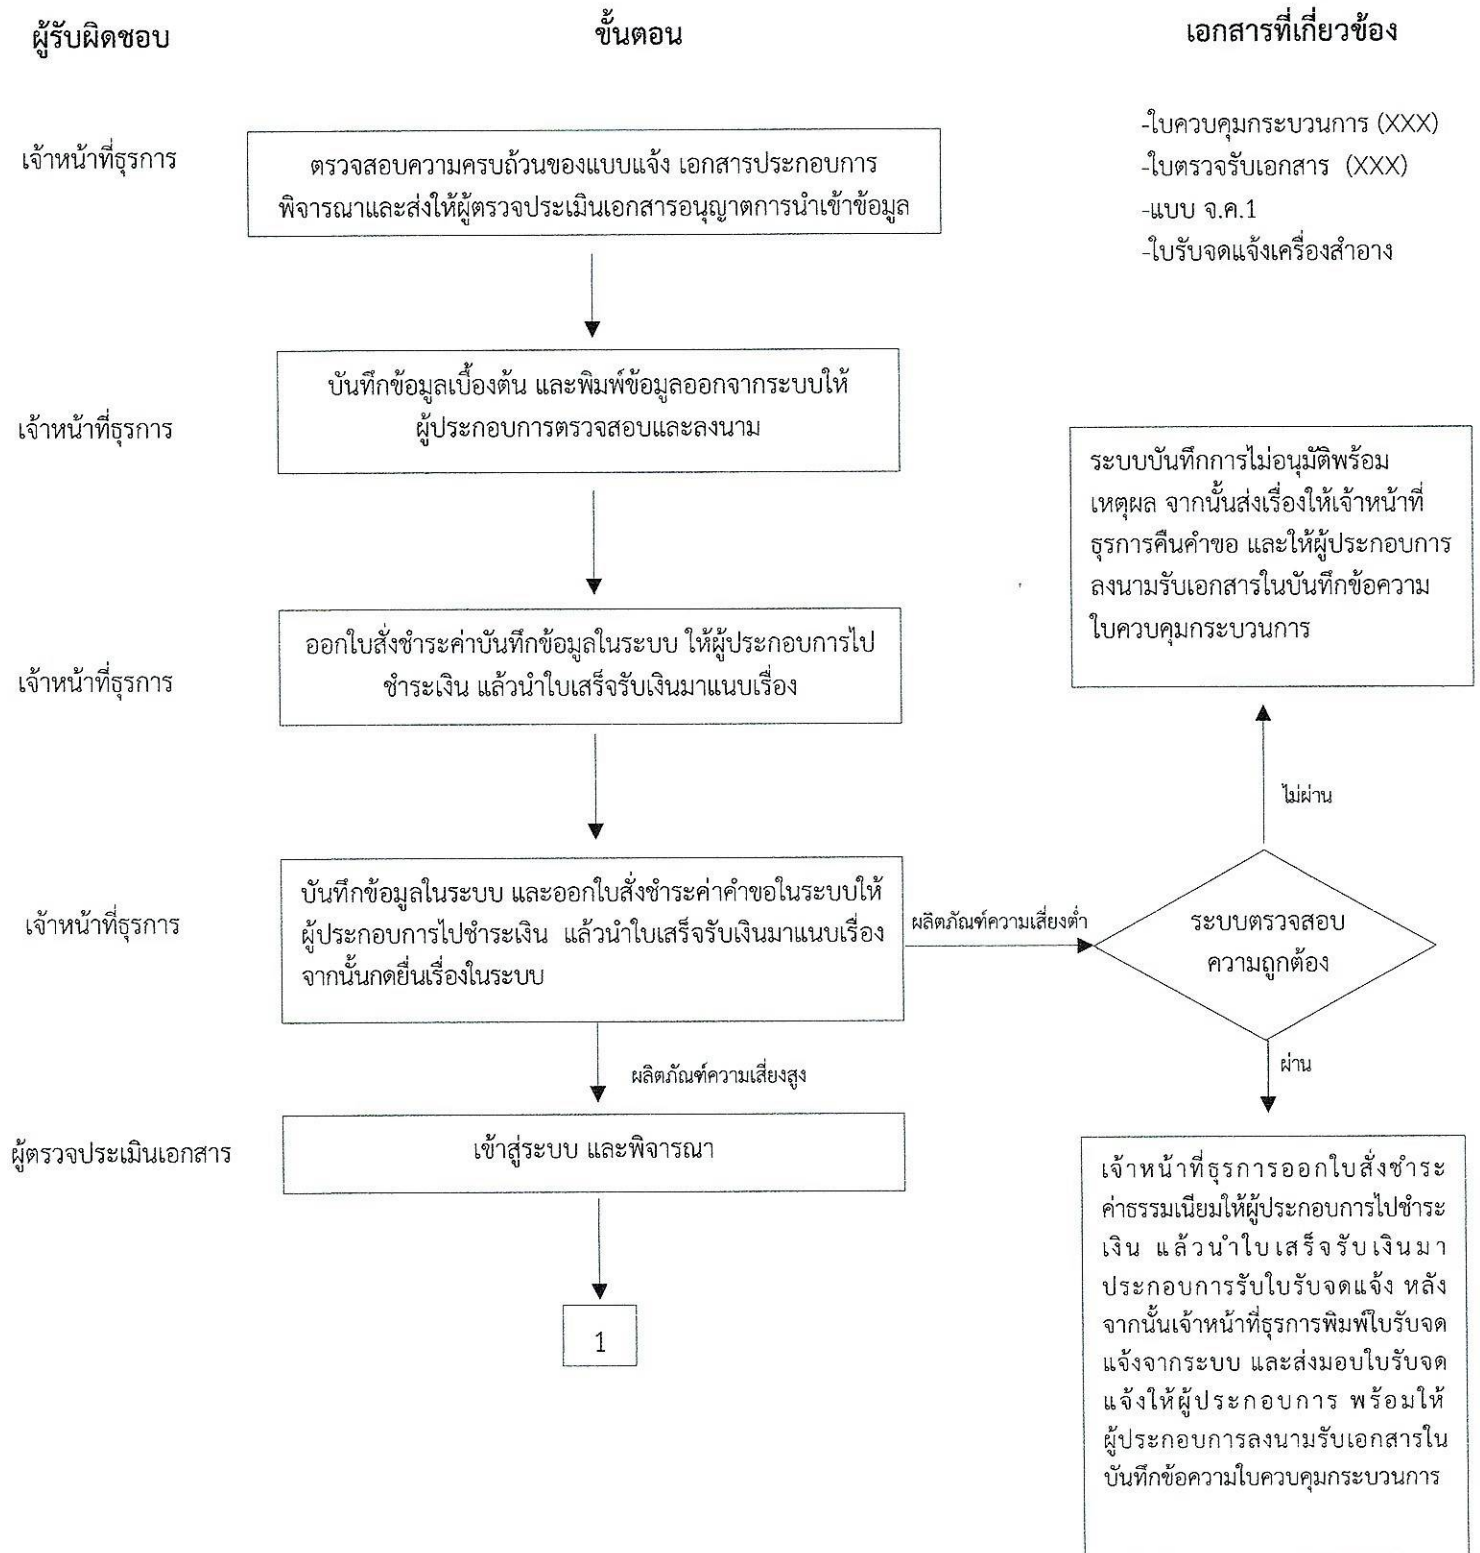 ผู้รับผิดชอบ
ขั้นตอน
เอกสารที่เกี่ยวข้อง
เจ้าหน้าที่ธุรการ
ตรวจสอบความครบถ้วนของแบบแจ้ง เอกสารประกอบการ
พิจารณาและส่งให้ผู้ตรวจประเมินเอกสารอนุญาตการนำเข้าข้อมูล
-ใบควบคุมกระบวนการ (XXX)
-ใบตรวจรับเอกสาร (XXX)
-แบบ จ.ค.1
-ใบรับจดแจ้งเครื่องสำอาง
เจ้าหน้าที่ธุรการ
บันทึกข้อมูลเบื้องต้น และพิมพ์ข้อมูลออกจากระบบให้
ผู้ประกอบการตรวจสอบและลงนาม
ระบบบันทึกการไม่อนุมัติพร้อม
เหตุผล จากนั้นส่งเรื่องให้เจ้าหน้าที่
ธุรการคืนคำขอ และให้ผู้ประกอบการ
ลงนามรับเอกสารในบันทึกข้อความ
ใบควบคุมกระบวนการ
เจ้าหน้าที่ธุรการ
ออกใบสั่งชำระค่าบันทึกข้อมูลในระบบ ให้ผู้ประกอบการไป
ชำระเงิน แล้วนำใบเสร็จรับเงินมาแนบเรื่อง
ไม่ผ่าน
เจ้าหน้าที่ธุรการ
บันทึกข้อมูลในระบบ และออกใบสั่งชำระค่าคำขอในระบบให้
ผู้ประกอบการไปชำระเงิน แล้วนำใบเสร็จรับเงินมาแนบเรื่อง
จากนั้นกดยื่นเรื่องในระบบ
ผลิตภัณฑ์ความเสี่ยงต่ำ
ระบบตรวจสอบ
ความถูกต้อง
ผลิตภัณฑ์ความเสี่ยงสูง
ผ่าน
ผู้ตรวจประเมินเอกสาร
เข้าสู่ระบบ และพิจารณา
1
เจ้าหน้าที่ธุรการออกใบสั่งชำระ
ค่าธรรมเนียมให้ผู้ประกอบการไปชำระ
เงิน แล้วนำใบเสร็จรับเงินมา
ประกอบการรับใบรับจดแจ้ง หลัง
จากนั้นเจ้าหน้าที่ธุรการพิมพ์ใบรับจด
แจ้งจากระบบ และส่งมอบใบรับจด
แจ้งให้ผู้ประกอบการ พร้อมให้
ผู้ประกอบการลงนามรับเอกสารใน
บันทึกข้อความใบควบคุมกระบวนการ